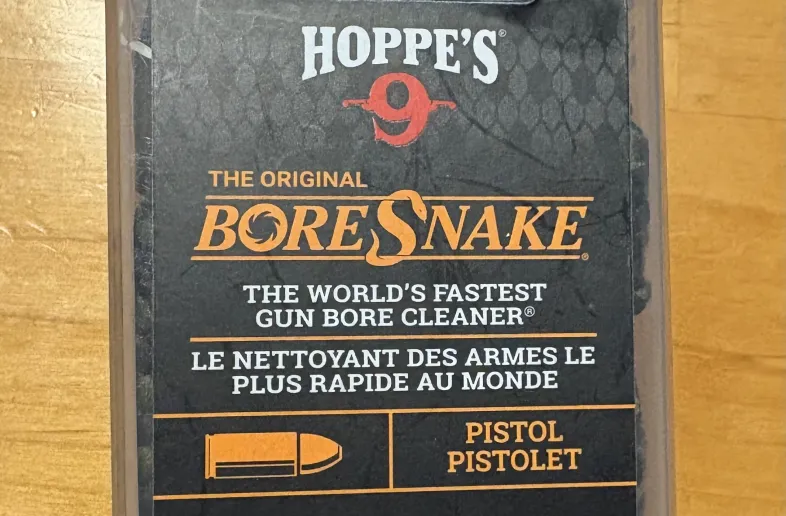 HOPPE'S®
9
THE ORIGINAL
BORESNAKE®
THE WORLD'S FASTEST
GUN BORE CLEANER®
LE NETTOYANT DES ARMES LE
PLUS RAPIDE AU MONDE
PISTOL
PISTOLET